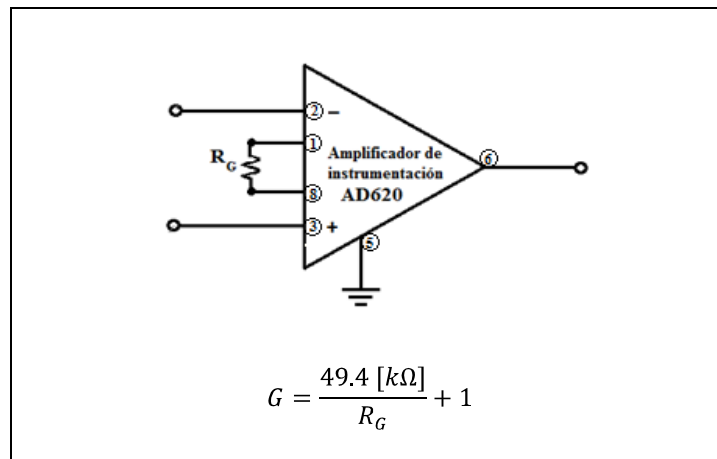 ② −
①
R_G
Amplificador de
instrumentación
AD620
⑥
⑧
③ +
⑤
G = 49.4 [kΩ] / R_G + 1